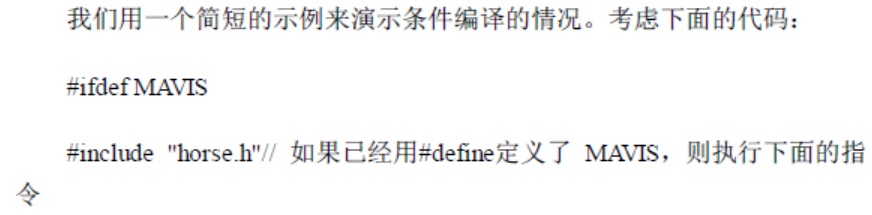 我们用一个简短的示例来演示条件编译的情况。考虑下面的代码：
#ifdef MAVIS
#include "horse.h"// 如果已经用#define定义了 MAVIS，则执行下面的指
令